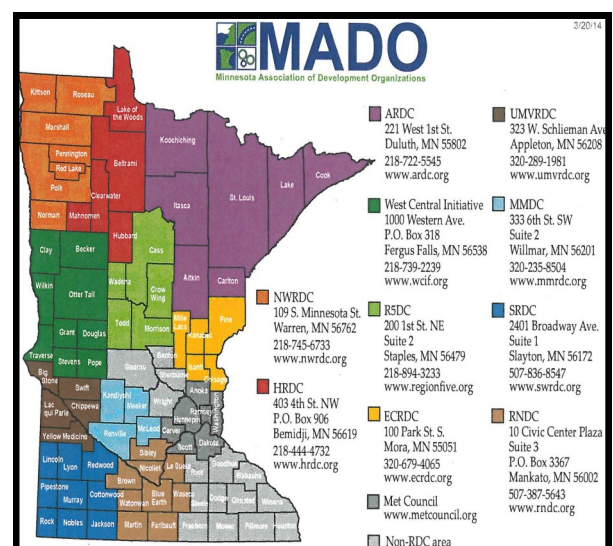 3/20/14
MADO
Minnesota Association of Development Organizations
Kittson
Roseau
Lake of
the Woods
Marshall
Koochiching
Pennington
Red Lake
Beltrami
Polk
Clearwater
Cook
Lake
St. Louis
Itasca
Norman
Mahnomen
Hubbard
Cass
Clay
Becker
Wadena
Crow
Wing
Aitkin
Carlton
Wilkin
Otter Tail
Todd
Morrison
Mille
Lacs
Kanabec
Pine
Grant
Douglas
Traverse
Stevens
Pope
Stearns
Benton
Sherburne
Isanti
Chisago
Big
Stone
Swift
Kandiyohi
Meeker
Wright
Anoka
Ramsey
Hennepin
Washington
Lac
qui Parle
Chippewa
Renville
McLeod
Carver
Scott
Dakota
Yellow Medicine
Sibley
Lincoln
Lyon
Redwood
Nicollet
Le Sueur
Rice
Goodhue
Wabasha
Brown
Pipestone
Murray
Cottonwood
Watonwan
Blue
Earth
Waseca
Steele
Dodge
Olmsted
Winona
Rock
Nobles
Jackson
Martin
Faribault
Freeborn
Mower
Fillmore
Houston
NWRDC
109 S. Minnesota St.
Warren, MN 56762
218-745-6733
www.nwrdc.org
HRDC
403 4th St. NW
P.O. Box 906
Bemidji, MN 56619
218-444-4732
www.hrdc.org
ARDC
221 West 1st St.
Duluth, MN 55802
218-722-5545
www.ardc.org
West Central Initiative
1000 Western Ave.
P.O. Box 318
Fergus Falls, MN 56538
218-739-2239
www.wcif.org
R5DC
200 1st St. NE
Suite 2
Staples, MN 56479
218-894-3233
www.regionfive.org
ECRDC
100 Park St. S.
Mora, MN 55051
320-679-4065
www.ecrdc.org
Met Council
www.metcouncil.org
Non-RDC area
UMVRDC
323 W. Schlieman Ave
Appleton, MN 56208
320-289-1981
www.umvrdc.org
MMDC
333 6th St. SW
Suite 2
Willmar, MN 56201
320-235-8504
www.mmrdc.org
SRDC
2401 Broadway Ave.
Suite 1
Slayton, MN 56172
507-836-8547
www.swrdc.org
RNDC
10 Civic Center Plaza
Suite 3
P.O. Box 3367
Mankato, MN 56002
507-387-5643
www.rndc.org